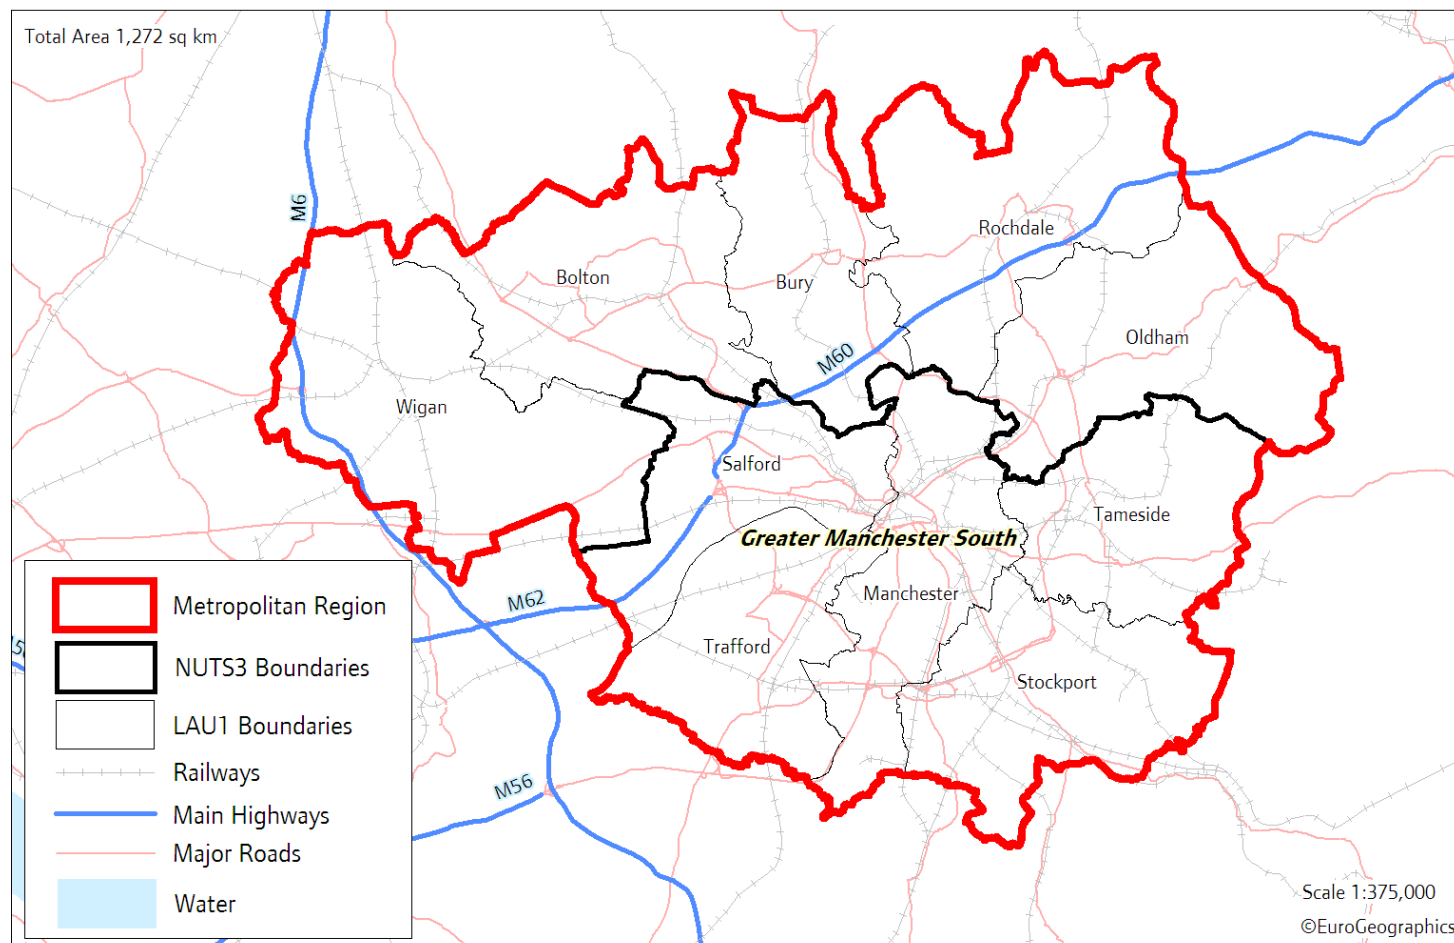 Total Area 1,272 sq km
M6
Rochdale
Bolton
Bury
Oldham
M60
Wigan
Salford
Tameside
Greater Manchester South
Manchester
M62
Trafford
Stockport
M56
Metropolitan Region
NUTS3 Boundaries
LAU1 Boundaries
Railways
Main Highways
Major Roads
Water
Scale 1:375,000
©EuroGeographics